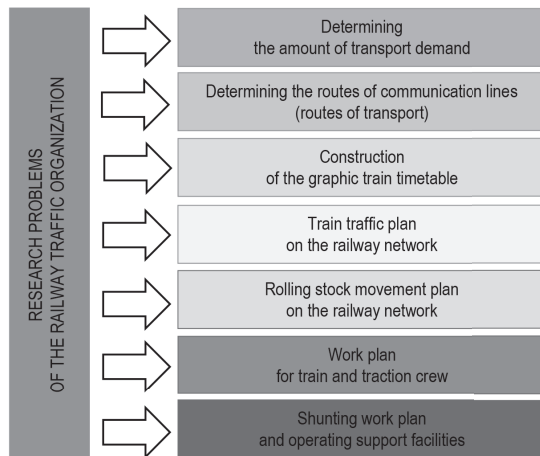 RESEARCH PROBLEMS
OF THE RAILWAY TRAFFIC ORGANIZATION
Determining
the amount of transport demand
Determining the routes of communication lines
(routes of transport)
Construction
of the graphic train timetable
Train traffic plan
on the railway network
Rolling stock movement plan
on the railway network
Work plan
for train and traction crew
Shunting work plan
and operating support facilities